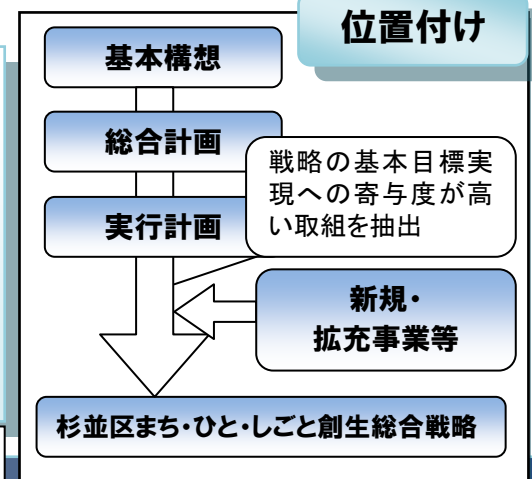 位置付け
基本構想
総合計画
実行計画
戦略の基本目標実
現への寄与度が高
い取組を抽出
新規・
拡充事業等
杉並区まち・ひと・しごと創生総合戦略